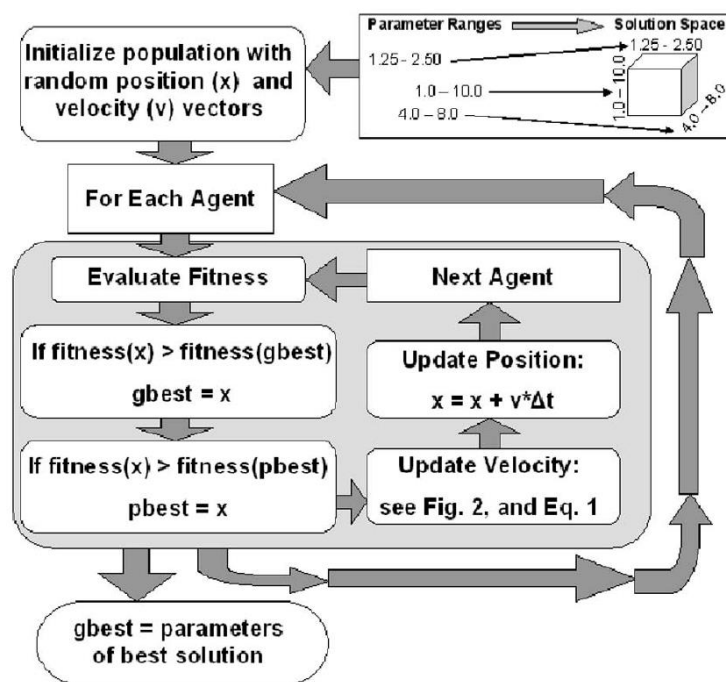 Initialize population with
random position (x) and
velocity (v) vectors
Parameter Ranges
Solution Space
1.25 - 2.50
1.0 – 10.0
4.0 – 8.0
1.25 - 2.50
1.0 – 10.0
4.0 – 8.0
For Each Agent
Evaluate Fitness
Next Agent
If fitness(x) > fitness(gbest)
gbest = x
Update Position:
x = x + v*Δt
If fitness(x) > fitness(pbest)
pbest = x
Update Velocity:
see Fig. 2, and Eq. 1
gbest = parameters
of best solution